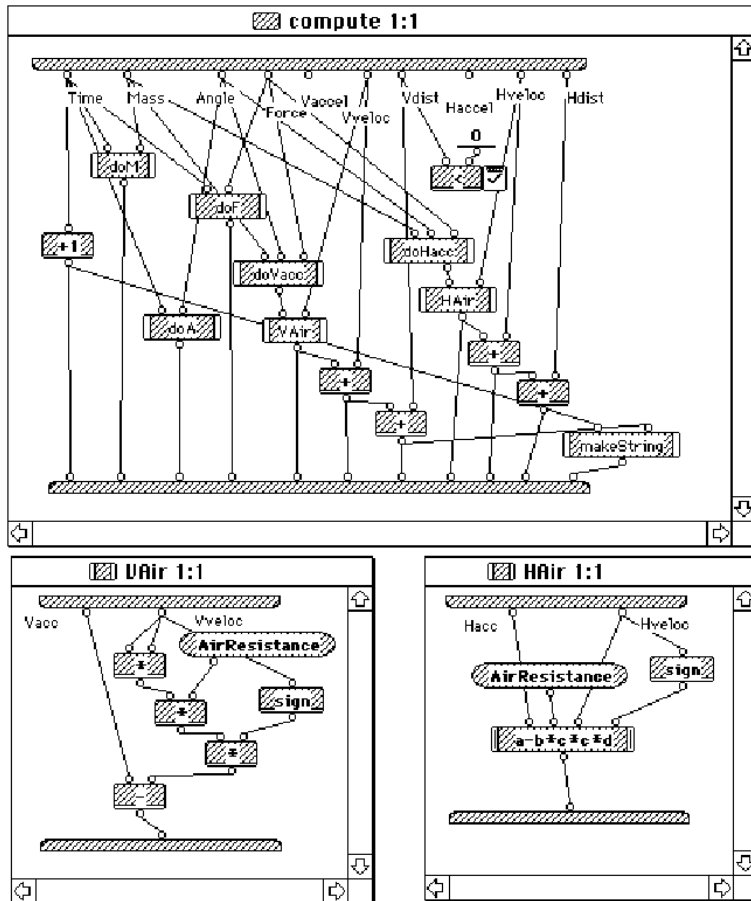 compute 1:1
Time Mass Angle Force Vaccel Vveloc Vdist Haccel Hveloc Hdist
0
doM
<
doF
+1
doHacc
doVacc
HAir
doA
VAir
+
+
+
+
makeString
VAir 1:1
Vacc
Vveloc
AirResistance
*
*
sign
*
-
HAir 1:1
Hacc
Hveloc
sign
AirResistance
a-b*c*c*d